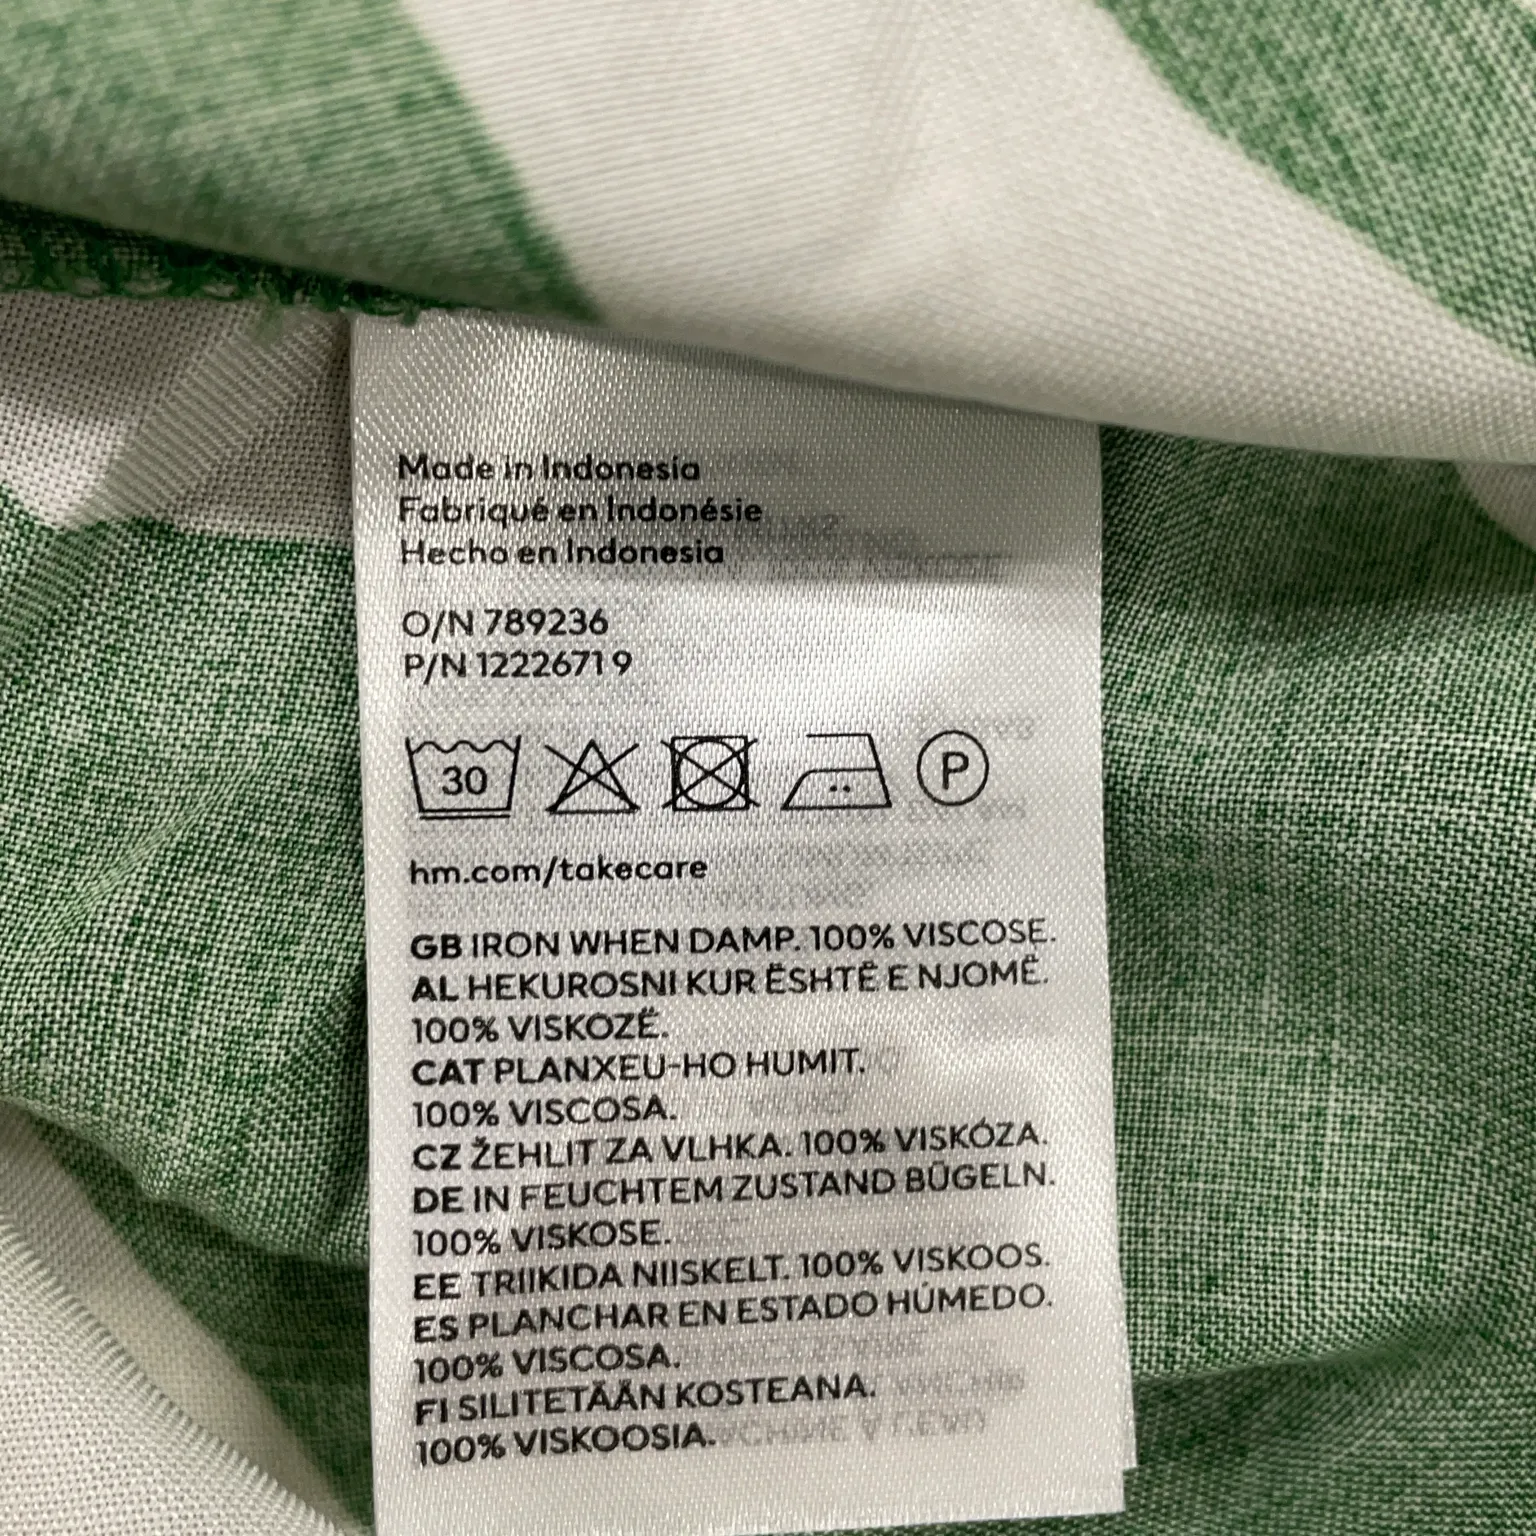 Made in Indonesia
Fabriqué en Indonésie
Hecho en Indonesia
O/N 789236
P/N 12226719
30 P
hm.com/takecare
GB IRON WHEN DAMP. 100% VISCOSE.
AL HEKUROSNI KUR ËSHTË E NJOMË.
100% VISKOZË.
CAT PLANXEU-HO HUMIT.
100% VISCOSA.
CZ ŽEHLIT ZA VLHKA. 100% VISKÓZA.
DE IN FEUCHTEM ZUSTAND BÜGELN.
100% VISKOSE.
EE TRIIKIDA NIISKELT. 100% VISKOOS.
ES PLANCHAR EN ESTADO HÚMEDO.
100% VISCOSA.
FI SILITETÄÄN KOSTEANA.
100% VISKOOSIA.